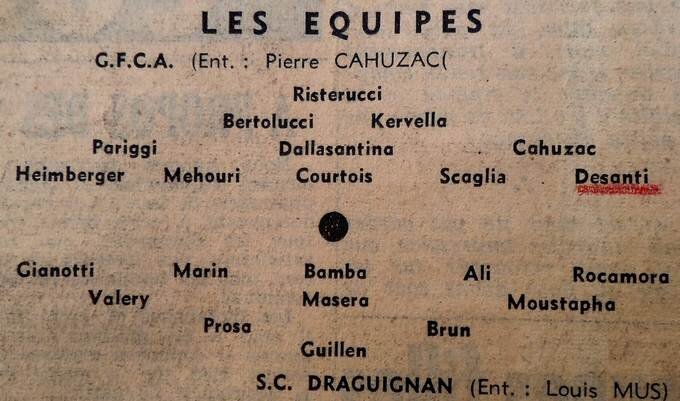 LES EQUIPES
G.F.C.A. (Ent. : Pierre CAHUZAC(
Risterucci
Bertolucci Kervella
Pariggi Dallasantina Cahuzac
Heimberger Mehouri Courtois Scaglia Desanti
Gianotti Marin Bamba Ali Rocamora
Valery Masera Moustapha
Prosa Brun
Guillen
S.C. DRAGUIGNAN (Ent. : Louis MUS)